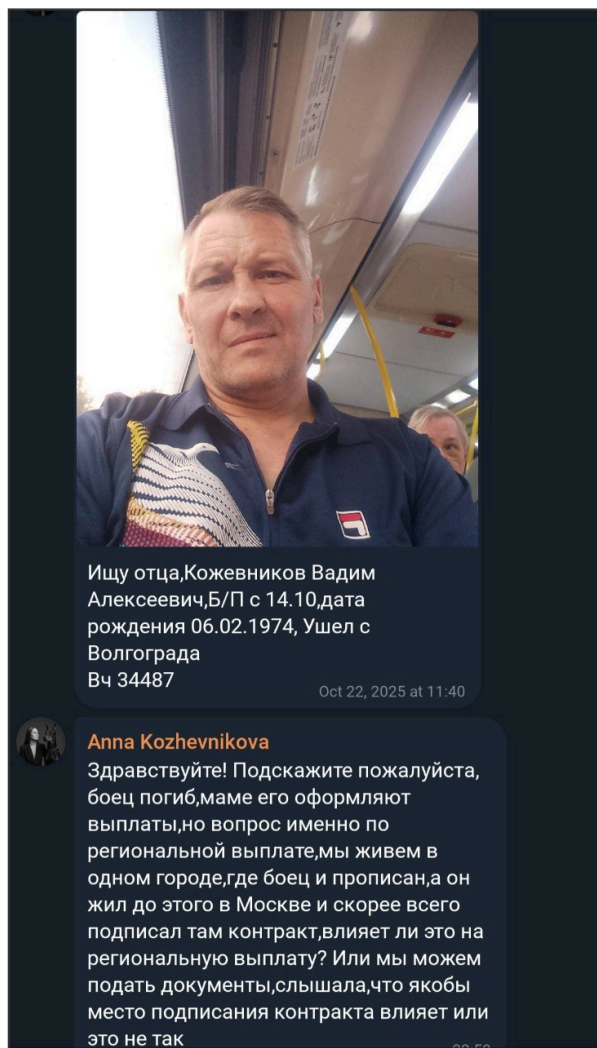 Ищу отца,Кожевников Вадим
Алексеевич,Б/П с 14.10,дата
рождения 06.02.1974, Ушел с
Волгограда
Вч 34487
Oct 22, 2025 at 11:40
Anna Kozhevnikova
Здравствуйте! Подскажите пожалуйста,
боец погиб,маме его оформляют
выплаты,но вопрос именно по
региональной выплате,мы живем в
одном городе,где боец и прописан,а он
жил до этого в Москве и скорее всего
подписал там контракт,влияет ли это на
региональную выплату? Или мы можем
подать документы,слышала,что якобы
место подписания контракта влияет или
это не так